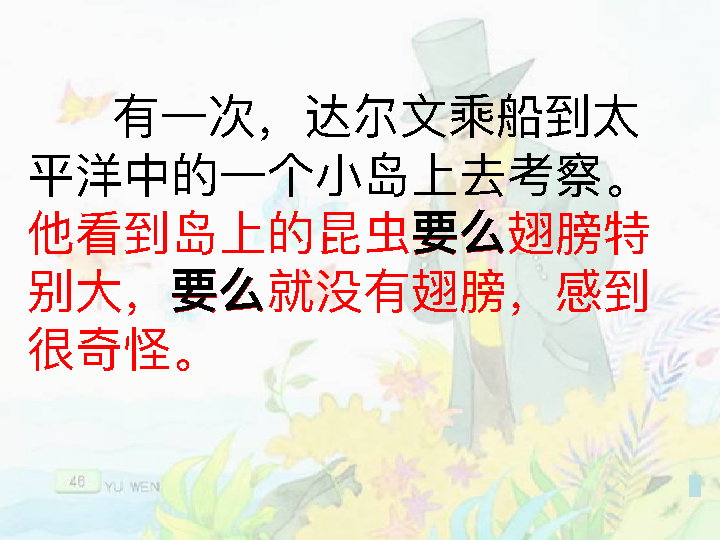 有一次，达尔文乘船到太
平洋中的一个小岛上去考察。
他看到岛上的昆虫要么翅膀特
别大，要么就没有翅膀，感到
很奇怪。
46 YU WEN